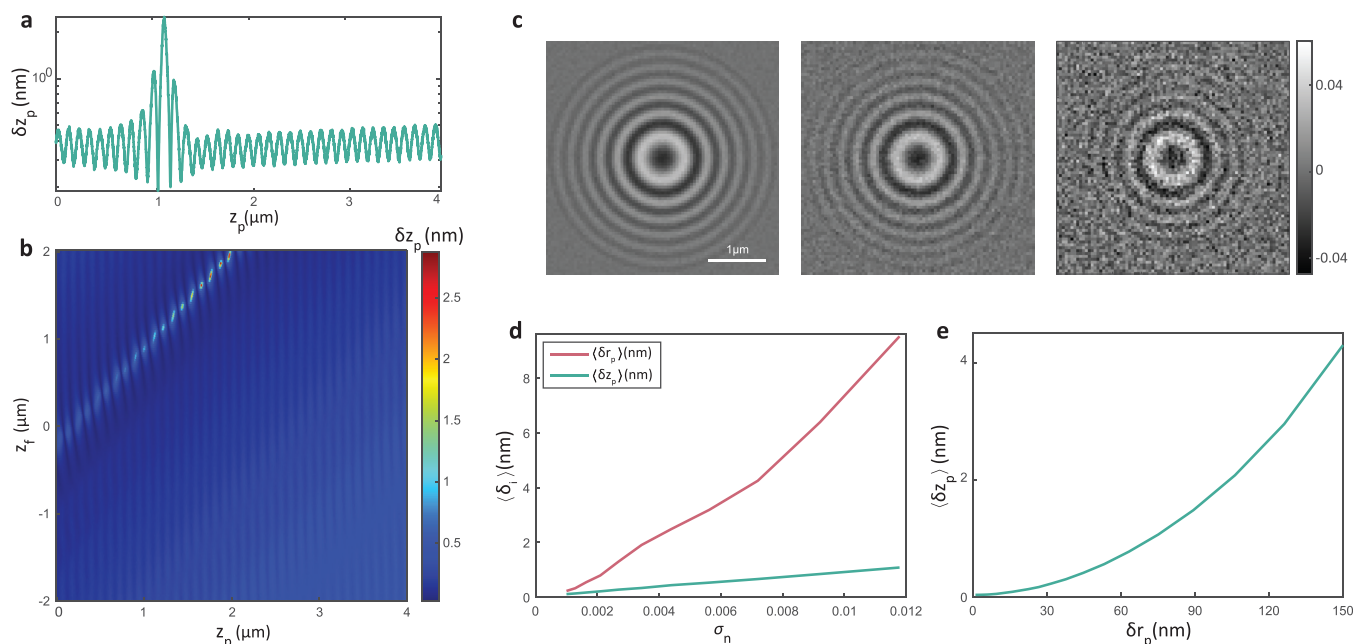 a
δz_p (nm)
10^0
0 1 2 3 4
z_p(μm)
b
δz_p (nm)
2
1
0
-1
-2
z_f (μm)
0 1 2 3 4
z_p(μm)
2.5
2
1.5
1
0.5
c
1μm
0.04
0
-0.04
d
⟨δr_p⟩(nm)
⟨δz_p⟩(nm)
8
6
4
2
0
⟨δ_i⟩(nm)
0 0.002 0.004 0.006 0.008 0.01 0.012
σ_n
e
4
2
0
⟨δz_p⟩(nm)
0 30 60 90 120 150
δr_p(nm)